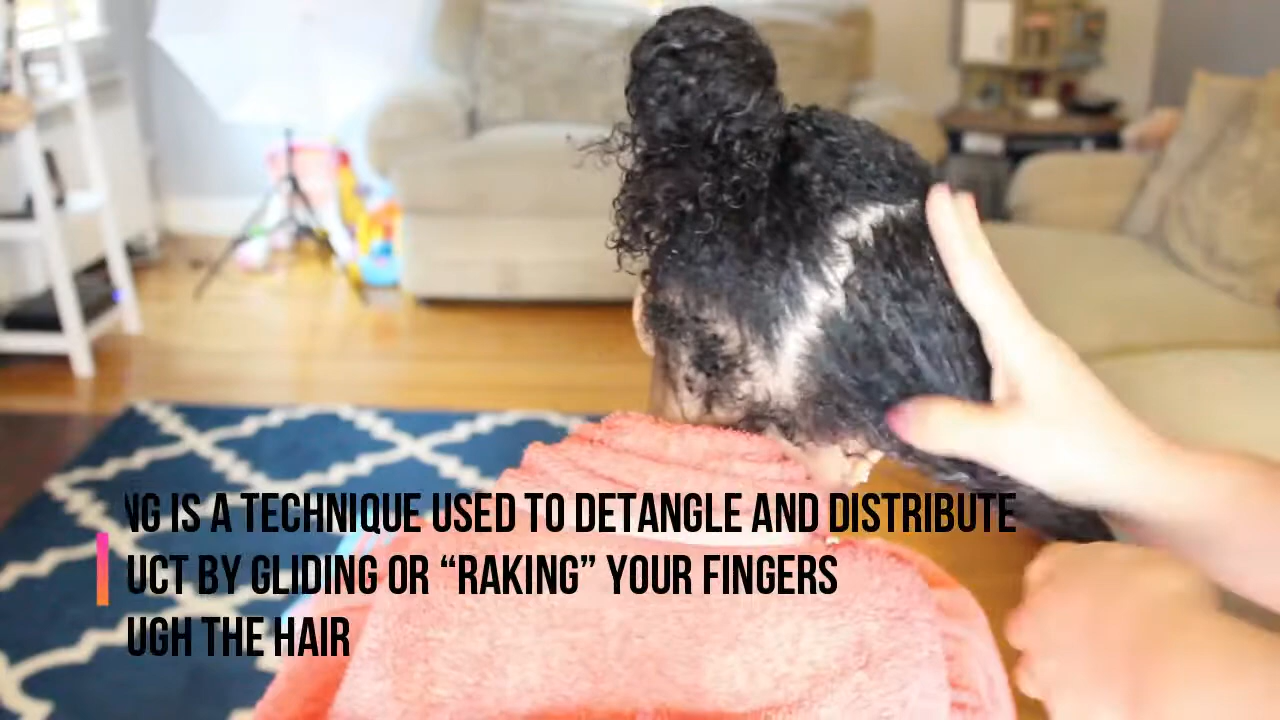 NG IS A TECHNIQUE USED TO DETANGLE AND DISTRIBUTE
UCT BY GLIDING OR “RAKING” YOUR FINGERS
UGH THE HAIR